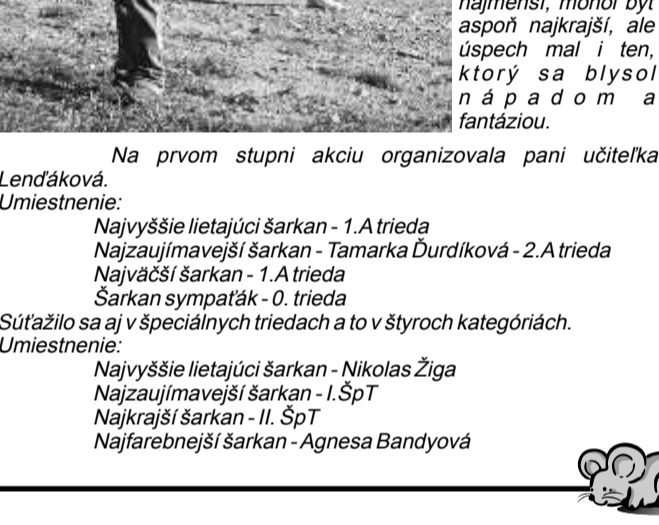 najmenší, mohol byť
aspoň najkrajší, ale
úspech mal i ten,
ktorý sa blysol
nápadom a
fantáziou.
Na prvom stupni akciu organizovala pani učiteľka
Lenďáková.
Umiestnenie:
Najvyššie lietajúci šarkan - 1.A trieda
Najzaujímavejší šarkan - Tamarka Ďurdíková - 2.A trieda
Najväčší šarkan - 1.A trieda
Šarkan sympaťák - 0. trieda
Súťažilo sa aj v špeciálnych triedach a to v štyroch kategóriách.
Umiestnenie:
Najvyššie lietajúci šarkan - Nikolas Žiga
Najzaujímavejší šarkan - I.ŠpT
Najkrajší šarkan - II. ŠpT
Najfarebnejší šarkan - Agnesa Bandyová